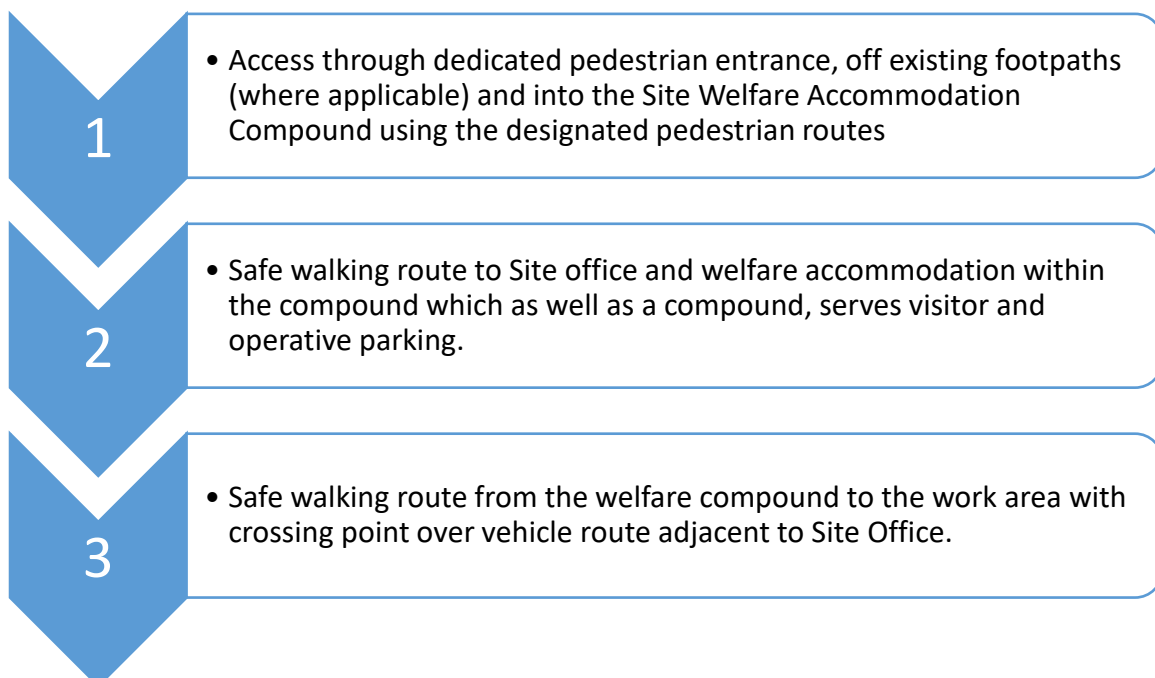 1
• Access through dedicated pedestrian entrance, off existing footpaths
(where applicable) and into the Site Welfare Accommodation
Compound using the designated pedestrian routes
2
• Safe walking route to Site office and welfare accommodation within
the compound which as well as a compound, serves visitor and
operative parking.
3
• Safe walking route from the welfare compound to the work area with
crossing point over vehicle route adjacent to Site Office.